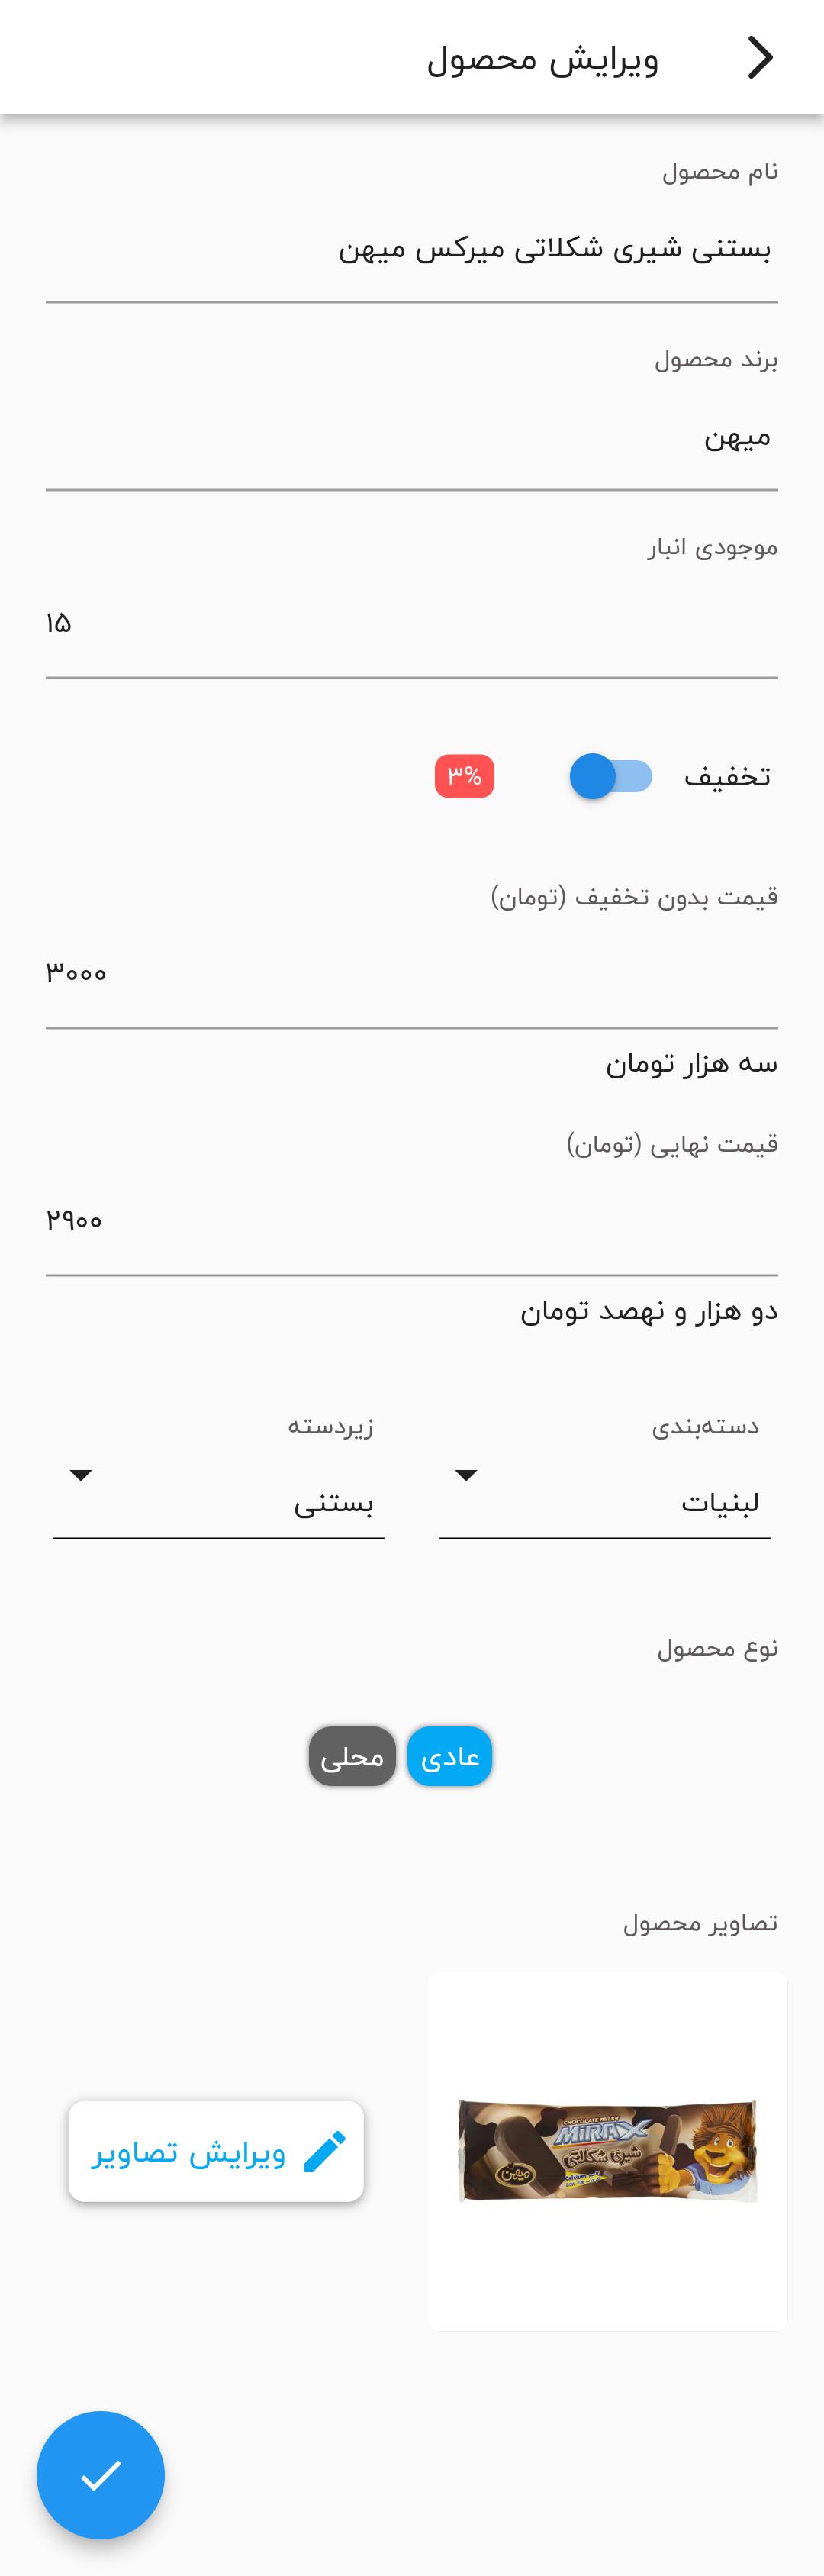 ویرایش محصول
نام محصول
بستنی شیری شکلاتی میرکس میهن
برند محصول
میهن
موجودی انبار
۱۵
تخفیف
۳%
قیمت بدون تخفیف (تومان)
۳۰۰۰
سه هزار تومان
قیمت نهایی (تومان)
۲۹۰۰
دو هزار و نهصد تومان
دسته‌بندی
لبنیات
زیردسته
بستنی
نوع محصول
عادی
محلی
تصاویر محصول
CHOCOLATE MILKY
MIRAX
شیری شکلاتی
میهن
Calcium
ویرایش تصاویر